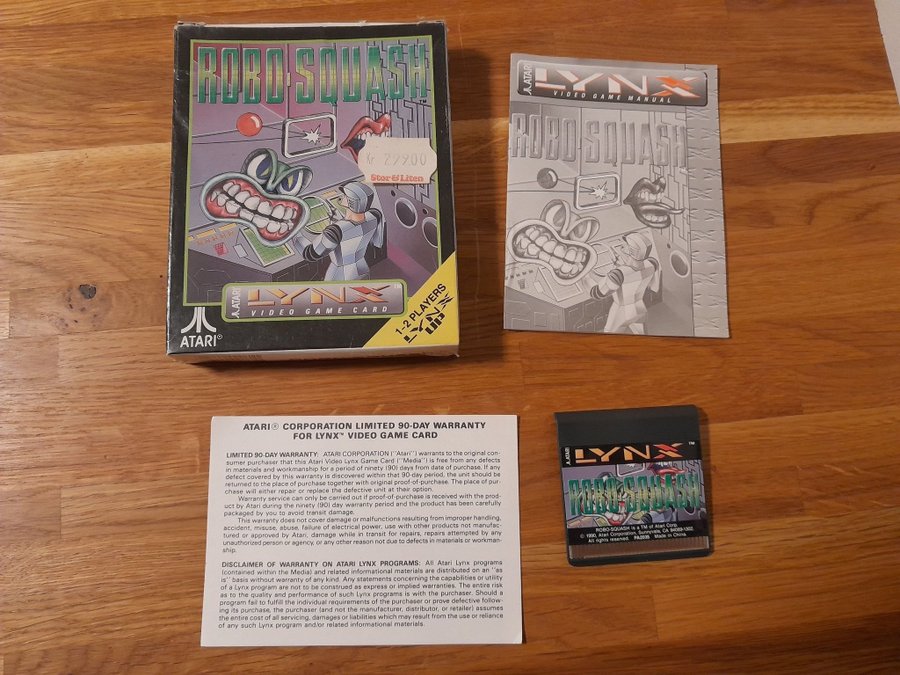 ROBO-SQUASH™
Kr 29900
Stor&Liten
ATARI LYNX™
VIDEO GAME CARD
ATARI®
1-2 PLAYERS
LYNX UP
ATARI LYNX
VIDEO GAME MANUAL
ROBO-SQUASH
ATARI® CORPORATION LIMITED 90-DAY WARRANTY
FOR LYNX™ VIDEO GAME CARD
LIMITED 90-DAY WARRANTY: ATARI CORPORATION ("Atari") warrants to the original con-
sumer purchaser that this Atari Video Lynx Game Card ("Media") is free from any defects
in materials and workmanship for a period of ninety (90) days from date of purchase. If any
defect covered by this warranty is discovered within that 90-day period, the unit should be
returned to the place of purchase together with original proof-of-purchase. The place of pur-
chase will either repair or replace the defective unit at their option.
Warranty service can only be carried out if proof-of-purchase is received with the prod-
uct by Atari during the ninety (90) day warranty period and the product has been carefully
packaged by you to avoid transit damage.
This warranty does not cover damage or malfunctions resulting from improper handling,
accident, misuse, abuse, failure of electrical power, use with other products not manufac-
tured or approved by Atari, damage while in transit for repairs, repairs attempted by any
unauthorized person or agency, or any other reason not due to defects in materials or workman-
ship.
DISCLAIMER OF WARRANTY ON ATARI LYNX PROGRAMS: All Atari Lynx programs
(contained within the Media) and related informational materials are distributed on an "as
is" basis without warranty of any kind. Any statements concerning the capabilities or utility
of a Lynx program are not to be construed as express or implied warranties. The entire risk
as to the quality and performance of such Lynx programs is with the purchaser. Should a
program fail to fulfill the individual requirements of the purchaser or prove defective follow-
ing its purchase, the purchaser (and not the manufacturer, distributor, or retailer) assumes
the entire cost of all servicing, damages or liabilities which may result from the use or reliance
of any such Lynx program and/or related informational materials.
ATARI LYNX
ROBO-SQUASH
ROBO-SQUASH is a TM of Atari Corp.
© 1990, Atari Corporation, Sunnyvale, CA 94089-1302.
All rights reserved. PA2035 Made in China.